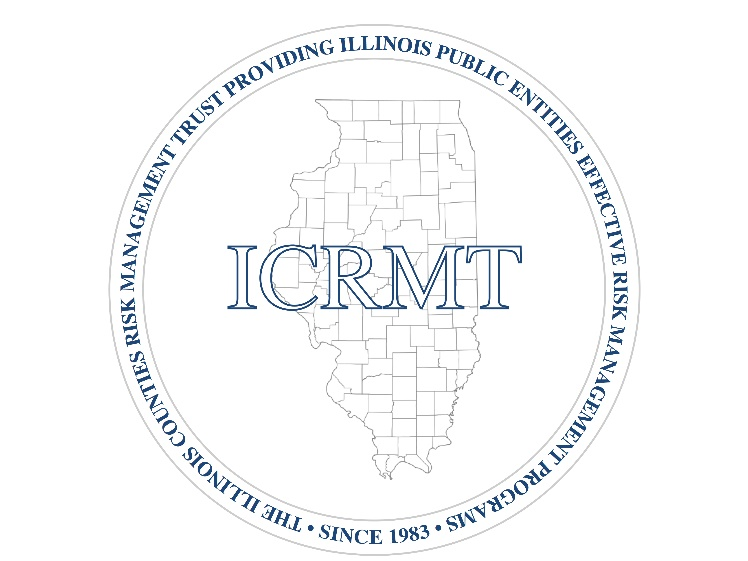 THE ILLINOIS COUNTIES RISK MANAGEMENT TRUST PROVIDING ILLINOIS PUBLIC ENTITIES EFFECTIVE RISK MANAGEMENT PROGRAMS
ICRMT
• SINCE 1983 •